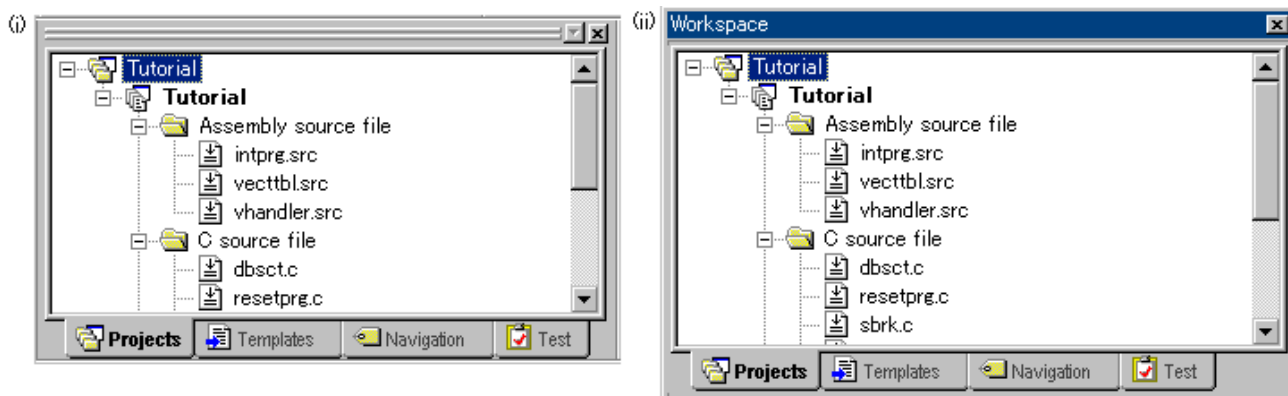 (i)
Tutorial
Tutorial
Assembly source file
intprg.src
vecttbl.src
vhandler.src
C source file
dbsct.c
resetprg.c
Projects Templates Navigation Test
(ii)
Workspace
Tutorial
Tutorial
Assembly source file
intprg.src
vecttbl.src
vhandler.src
C source file
dbsct.c
resetprg.c
sbrk.c
Projects Templates Navigation Test